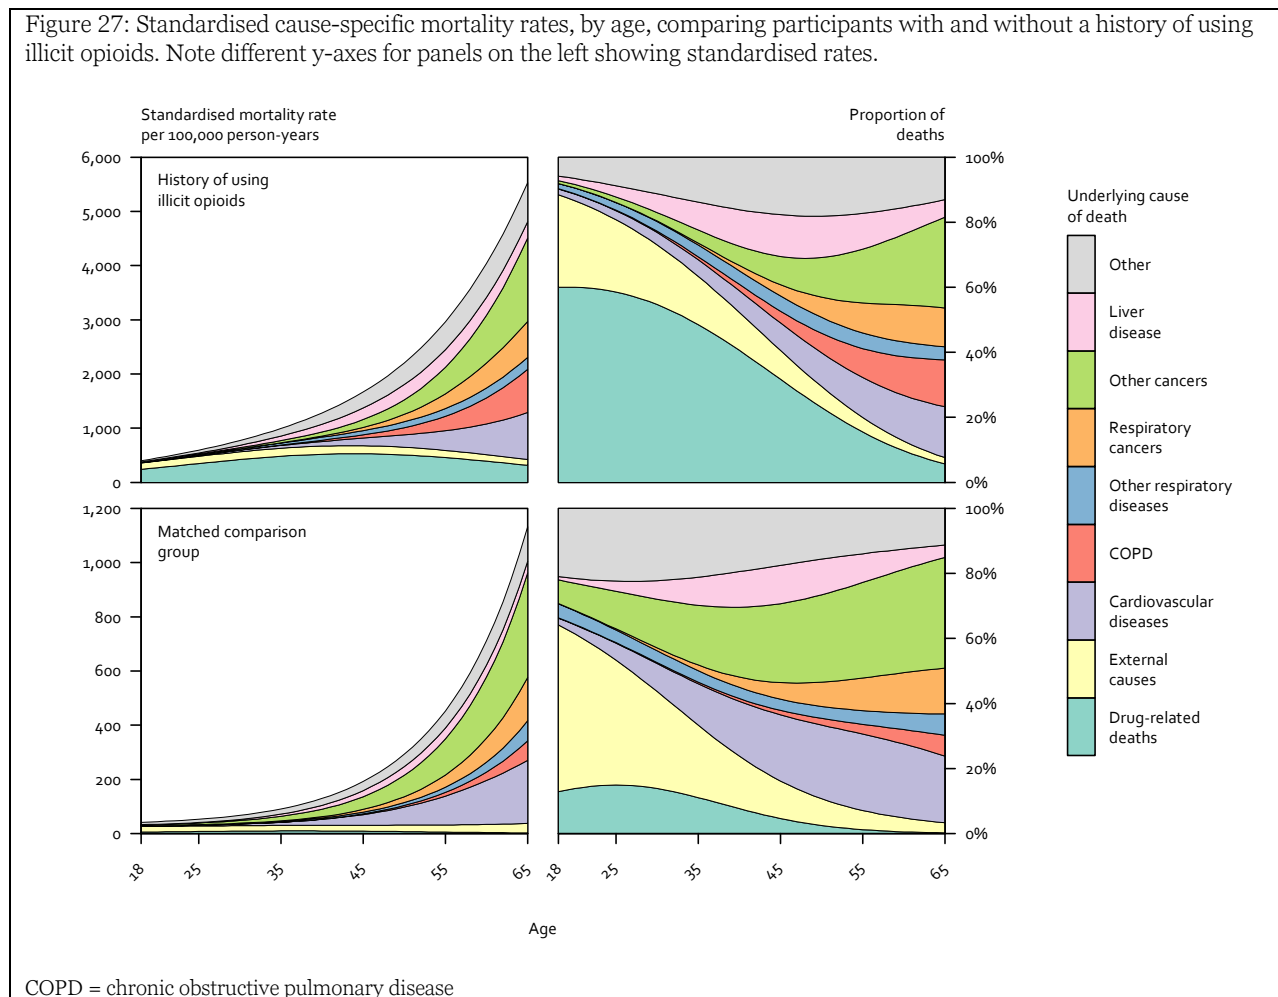 Figure 27: Standardised cause-specific mortality rates, by age, comparing participants with and without a history of using
illicit opioids. Note different y-axes for panels on the left showing standardised rates.
Standardised mortality rate
per 100,000 person-years
Proportion of
deaths
6,000
5,000
4,000
3,000
2,000
1,000
0
History of using
illicit opioids
100%
80%
60%
40%
20%
0%
1,200
1,000
800
600
400
200
0
Matched comparison
group
100%
80%
60%
40%
20%
0%
18
25
35
45
55
65
18
25
35
45
55
65
Age
Underlying cause
of death
Other
Liver
disease
Other cancers
Respiratory
cancers
Other respiratory
diseases
COPD
Cardiovascular
diseases
External
causes
Drug-related
deaths
COPD = chronic obstructive pulmonary disease